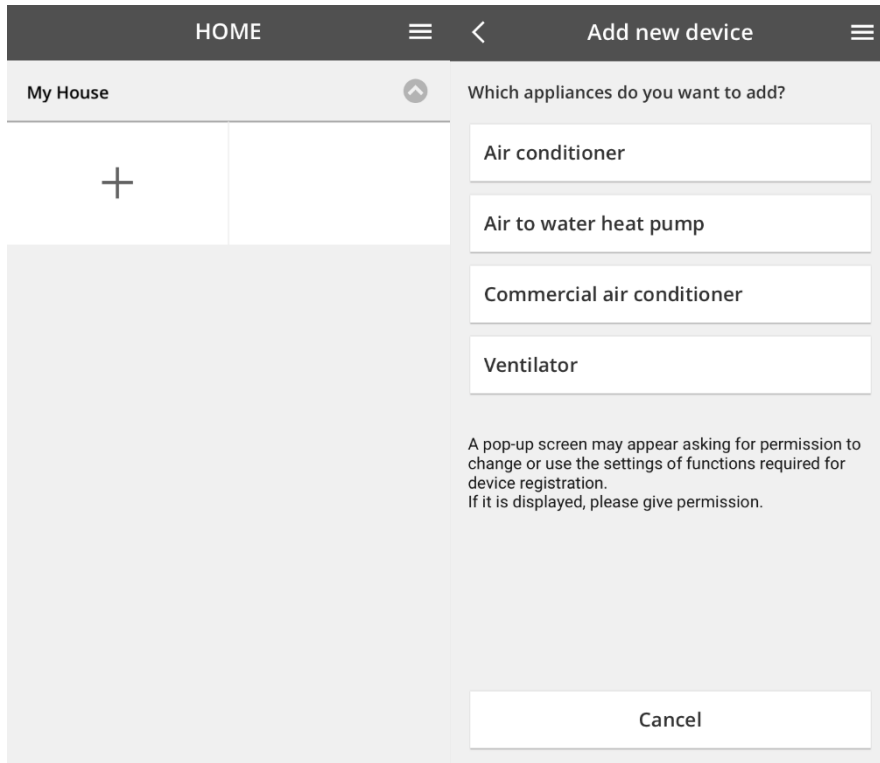 HOME
My House
Add new device
Which appliances do you want to add?
Air conditioner
Air to water heat pump
Commercial air conditioner
Ventilator
A pop-up screen may appear asking for permission to
change or use the settings of functions required for
device registration.
If it is displayed, please give permission.
Cancel